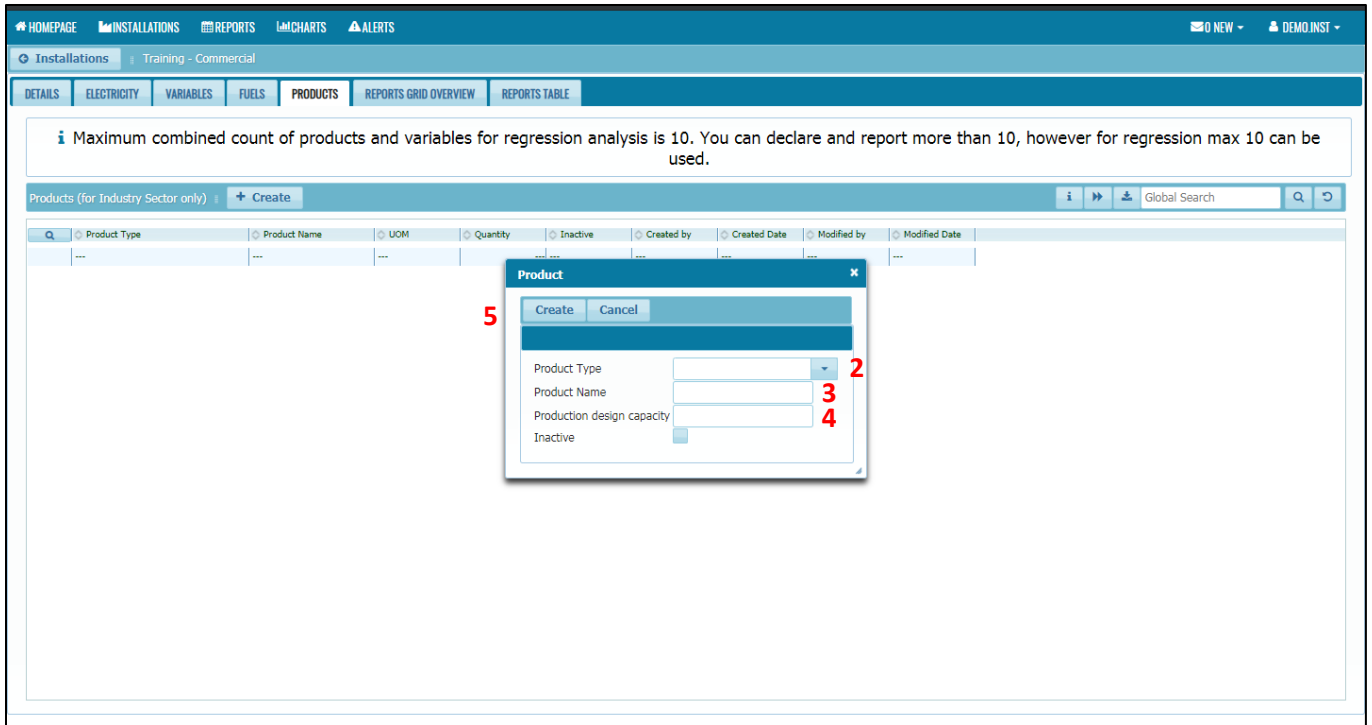 HOMEPAGE INSTALLATIONS REPORTS CHARTS ALERTS 0 NEW DEMO.INST
Installations Training - Commercial
DETAILS ELECTRICITY VARIABLES FUELS PRODUCTS REPORTS GRID OVERVIEW REPORTS TABLE
i Maximum combined count of products and variables for regression analysis is 10. You can declare and report more than 10, however for regression max 10 can be
used.
Products (for Industry Sector only) + Create i Global Search
Product Type Product Name UOM Quantity Inactive Created by Created Date Modified by Modified Date
--- --- --- --- --- --- --- --- ---
Product ×
5 Create Cancel
Product Type 2
Product Name 3
Production design capacity 4
Inactive